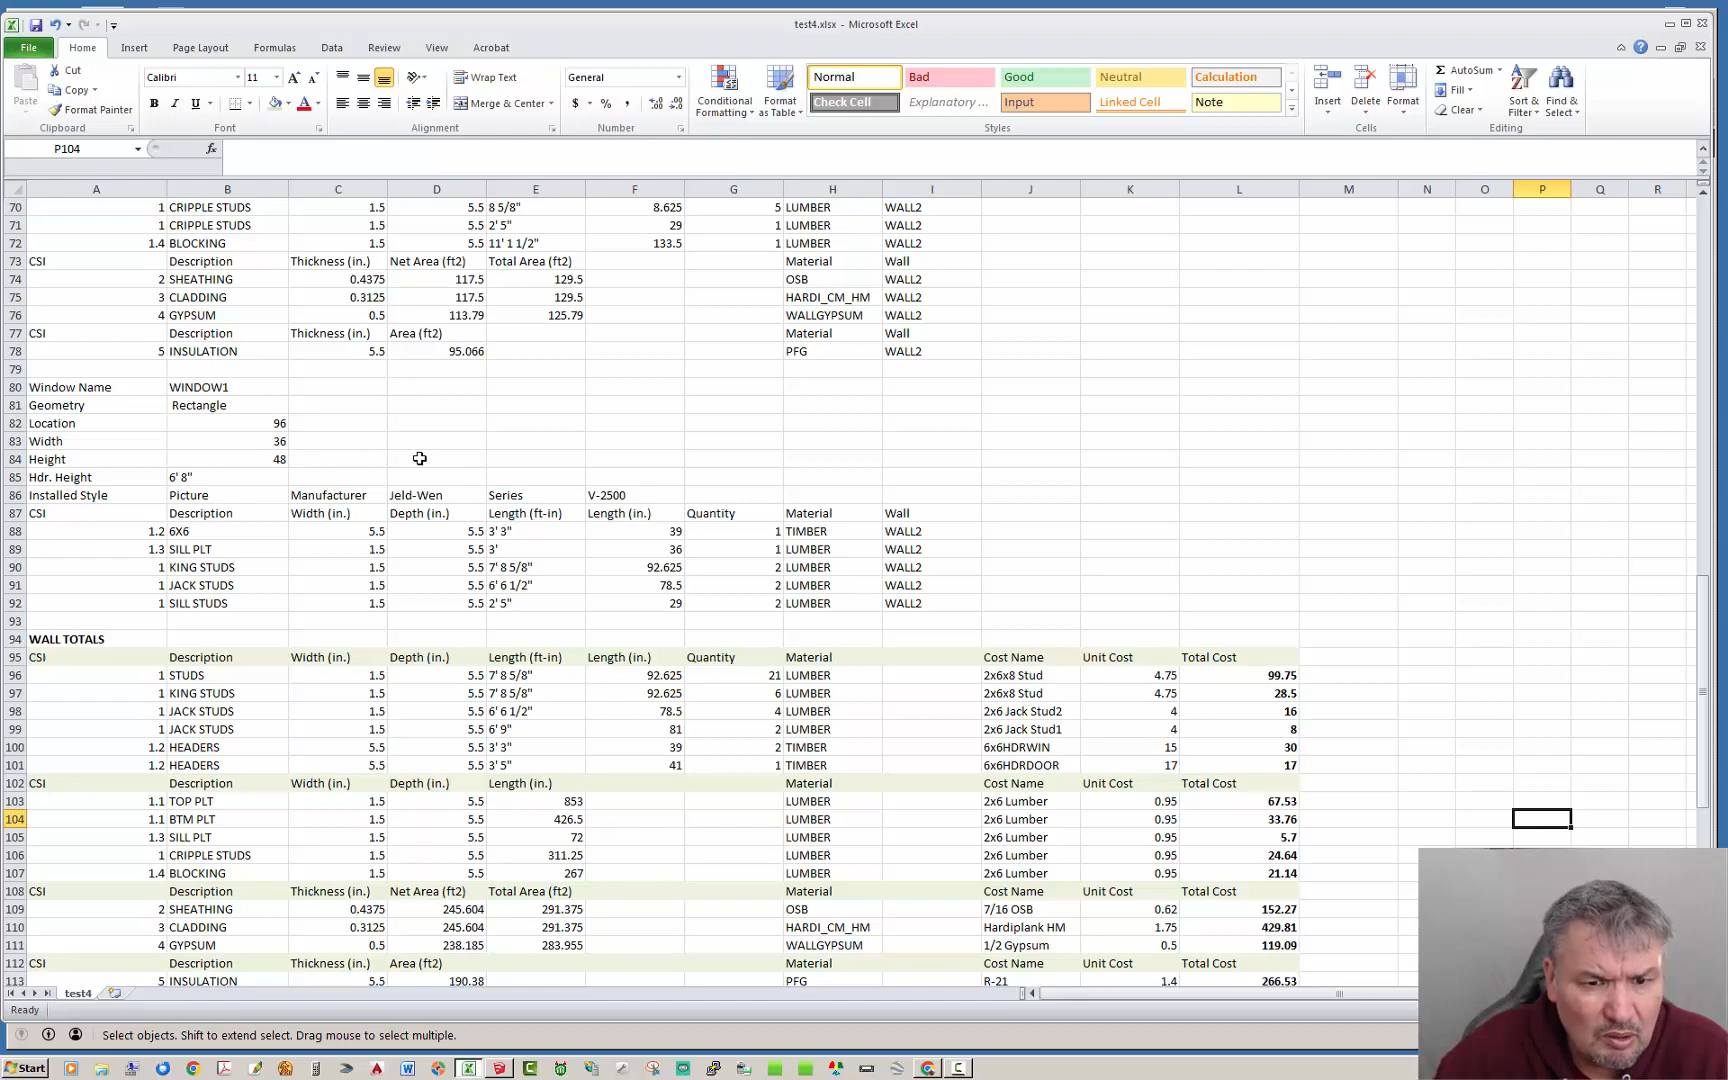 test4.xlsx - Microsoft Excel
File Home Insert Page Layout Formulas Data Review View Acrobat
Cut Copy Format Painter Paste Clipboard
Calibri 11 B I U Font
Wrap Text Merge & Center Alignment
General $ % , Number
Conditional Formatting Format as Table
Normal Bad Good Neutral Calculation
Check Cell Explanatory ... Input Linked Cell Note
Styles
Insert Delete Format Cells
AutoSum Fill Clear Sort & Filter Find & Select Editing
P104 fx
A B C D E F G H I J K L M N O P Q R
70 1 CRIPPLE STUDS 1.5 5.5 8 5/8" 8.625 5 LUMBER WALL2
71 1 CRIPPLE STUDS 1.5 5.5 2' 5" 29 1 LUMBER WALL2
72 1.4 BLOCKING 1.5 5.5 11' 1 1/2" 133.5 1 LUMBER WALL2
73 CSI Description Thickness (in.) Net Area (ft2) Total Area (ft2) Material Wall
74 2 SHEATHING 0.4375 117.5 129.5 OSB WALL2
75 3 CLADDING 0.3125 117.5 129.5 HARDI_CM_HM WALL2
76 4 GYPSUM 0.5 113.79 125.79 WALLGYPSUM WALL2
77 CSI Description Thickness (in.) Area (ft2) Material Wall
78 5 INSULATION 5.5 95.066 PFG WALL2
79
80 Window Name WINDOW1
81 Geometry Rectangle
82 Location 96
83 Width 36
84 Height 48
85 Hdr. Height 6' 8"
86 Installed Style Picture Manufacturer Jeld-Wen Series V-2500
87 CSI Description Width (in.) Depth (in.) Length (ft-in) Length (in.) Quantity Material Wall
88 1.2 6X6 5.5 5.5 3' 3" 39 1 TIMBER WALL2
89 1.3 SILL PLT 1.5 5.5 3' 36 1 LUMBER WALL2
90 1 KING STUDS 1.5 5.5 7' 8 5/8" 92.625 2 LUMBER WALL2
91 1 JACK STUDS 1.5 5.5 6' 6 1/2" 78.5 2 LUMBER WALL2
92 1 SILL STUDS 1.5 5.5 2' 5" 29 2 LUMBER WALL2
93
94 WALL TOTALS
95 CSI Description Width (in.) Depth (in.) Length (ft-in) Length (in.) Quantity Material Cost Name Unit Cost Total Cost
96 1 STUDS 1.5 5.5 7' 8 5/8" 92.625 21 LUMBER 2x6x8 Stud 4.75 99.75
97 1 KING STUDS 1.5 5.5 7' 8 5/8" 92.625 6 LUMBER 2x6x8 Stud 4.75 28.5
98 1 JACK STUDS 1.5 5.5 6' 6 1/2" 78.5 4 LUMBER 2x6 Jack Stud2 4 16
99 1 JACK STUDS 1.5 5.5 6' 9" 81 2 LUMBER 2x6 Jack Stud1 4 8
100 1.2 HEADERS 5.5 5.5 3' 3" 39 2 TIMBER 6x6HDRWIN 15 30
101 1.2 HEADERS 5.5 5.5 3' 5" 41 1 TIMBER 6x6HDRDOOR 17 17
102 CSI Description Width (in.) Depth (in.) Length (in.) Material Cost Name Unit Cost Total Cost
103 1.1 TOP PLT 1.5 5.5 853 LUMBER 2x6 Lumber 0.95 67.53
104 1.1 BTM PLT 1.5 5.5 426.5 LUMBER 2x6 Lumber 0.95 33.76
105 1.3 SILL PLT 1.5 5.5 72 LUMBER 2x6 Lumber 0.95 5.7
106 1 CRIPPLE STUDS 1.5 5.5 311.25 LUMBER 2x6 Lumber 0.95 24.64
107 1.4 BLOCKING 1.5 5.5 267 LUMBER 2x6 Lumber 0.95 21.14
108 CSI Description Thickness (in.) Net Area (ft2) Total Area (ft2) Material Cost Name Unit Cost Total Cost
109 2 SHEATHING 0.4375 245.604 291.375 OSB 7/16 OSB 0.62 152.27
110 3 CLADDING 0.3125 245.604 291.375 HARDI_CM_HM Hardiplank HM 1.75 429.81
111 4 GYPSUM 0.5 238.185 283.955 WALLGYPSUM 1/2 Gypsum 0.5 119.09
112 CSI Description Thickness (in.) Area (ft2) Material Cost Name Unit Cost Total Cost
113 5 INSULATION 5.5 190.38 PFG R-21 1.4 266.53
test4
Ready
Select objects. Shift to extend select. Drag mouse to select multiple.
Start